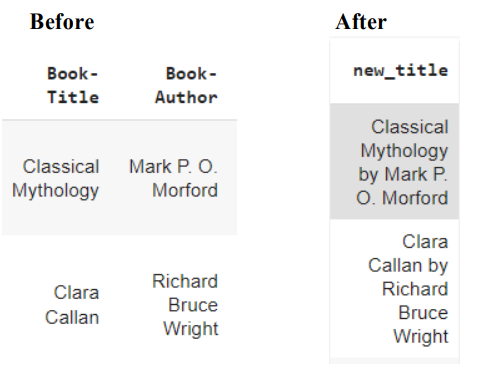 Before
After
Book-
Title
Book-
Author
Classical
Mythology
Mark P. O.
Morford
Clara
Callan
Richard
Bruce
Wright
new_title
Classical
Mythology
by Mark P.
O. Morford
Clara
Callan by
Richard
Bruce
Wright